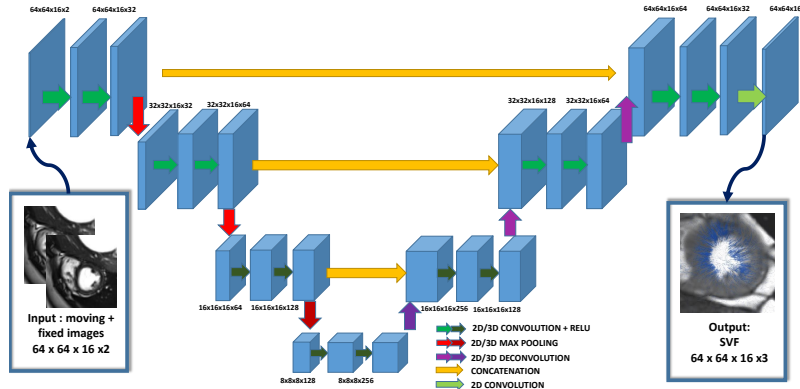 64x64x16x2
64x64x16x32
64x64x16x64
64x64x16x32
64x64x16
32x32x16x32
32x32x16x64
32x32x16x128
32x32x16x64
16x16x16x64
16x16x16x128
16x16x16x256
16x16x16x128
8x8x8x128
8x8x8x256
Input : moving +
fixed images
64 x 64 x 16 x2
2D/3D CONVOLUTION + RELU
2D/3D MAX POOLING
2D/3D DECONVOLUTION
CONCATENATION
2D CONVOLUTION
Output:
SVF
64 x 64 x 16 x3